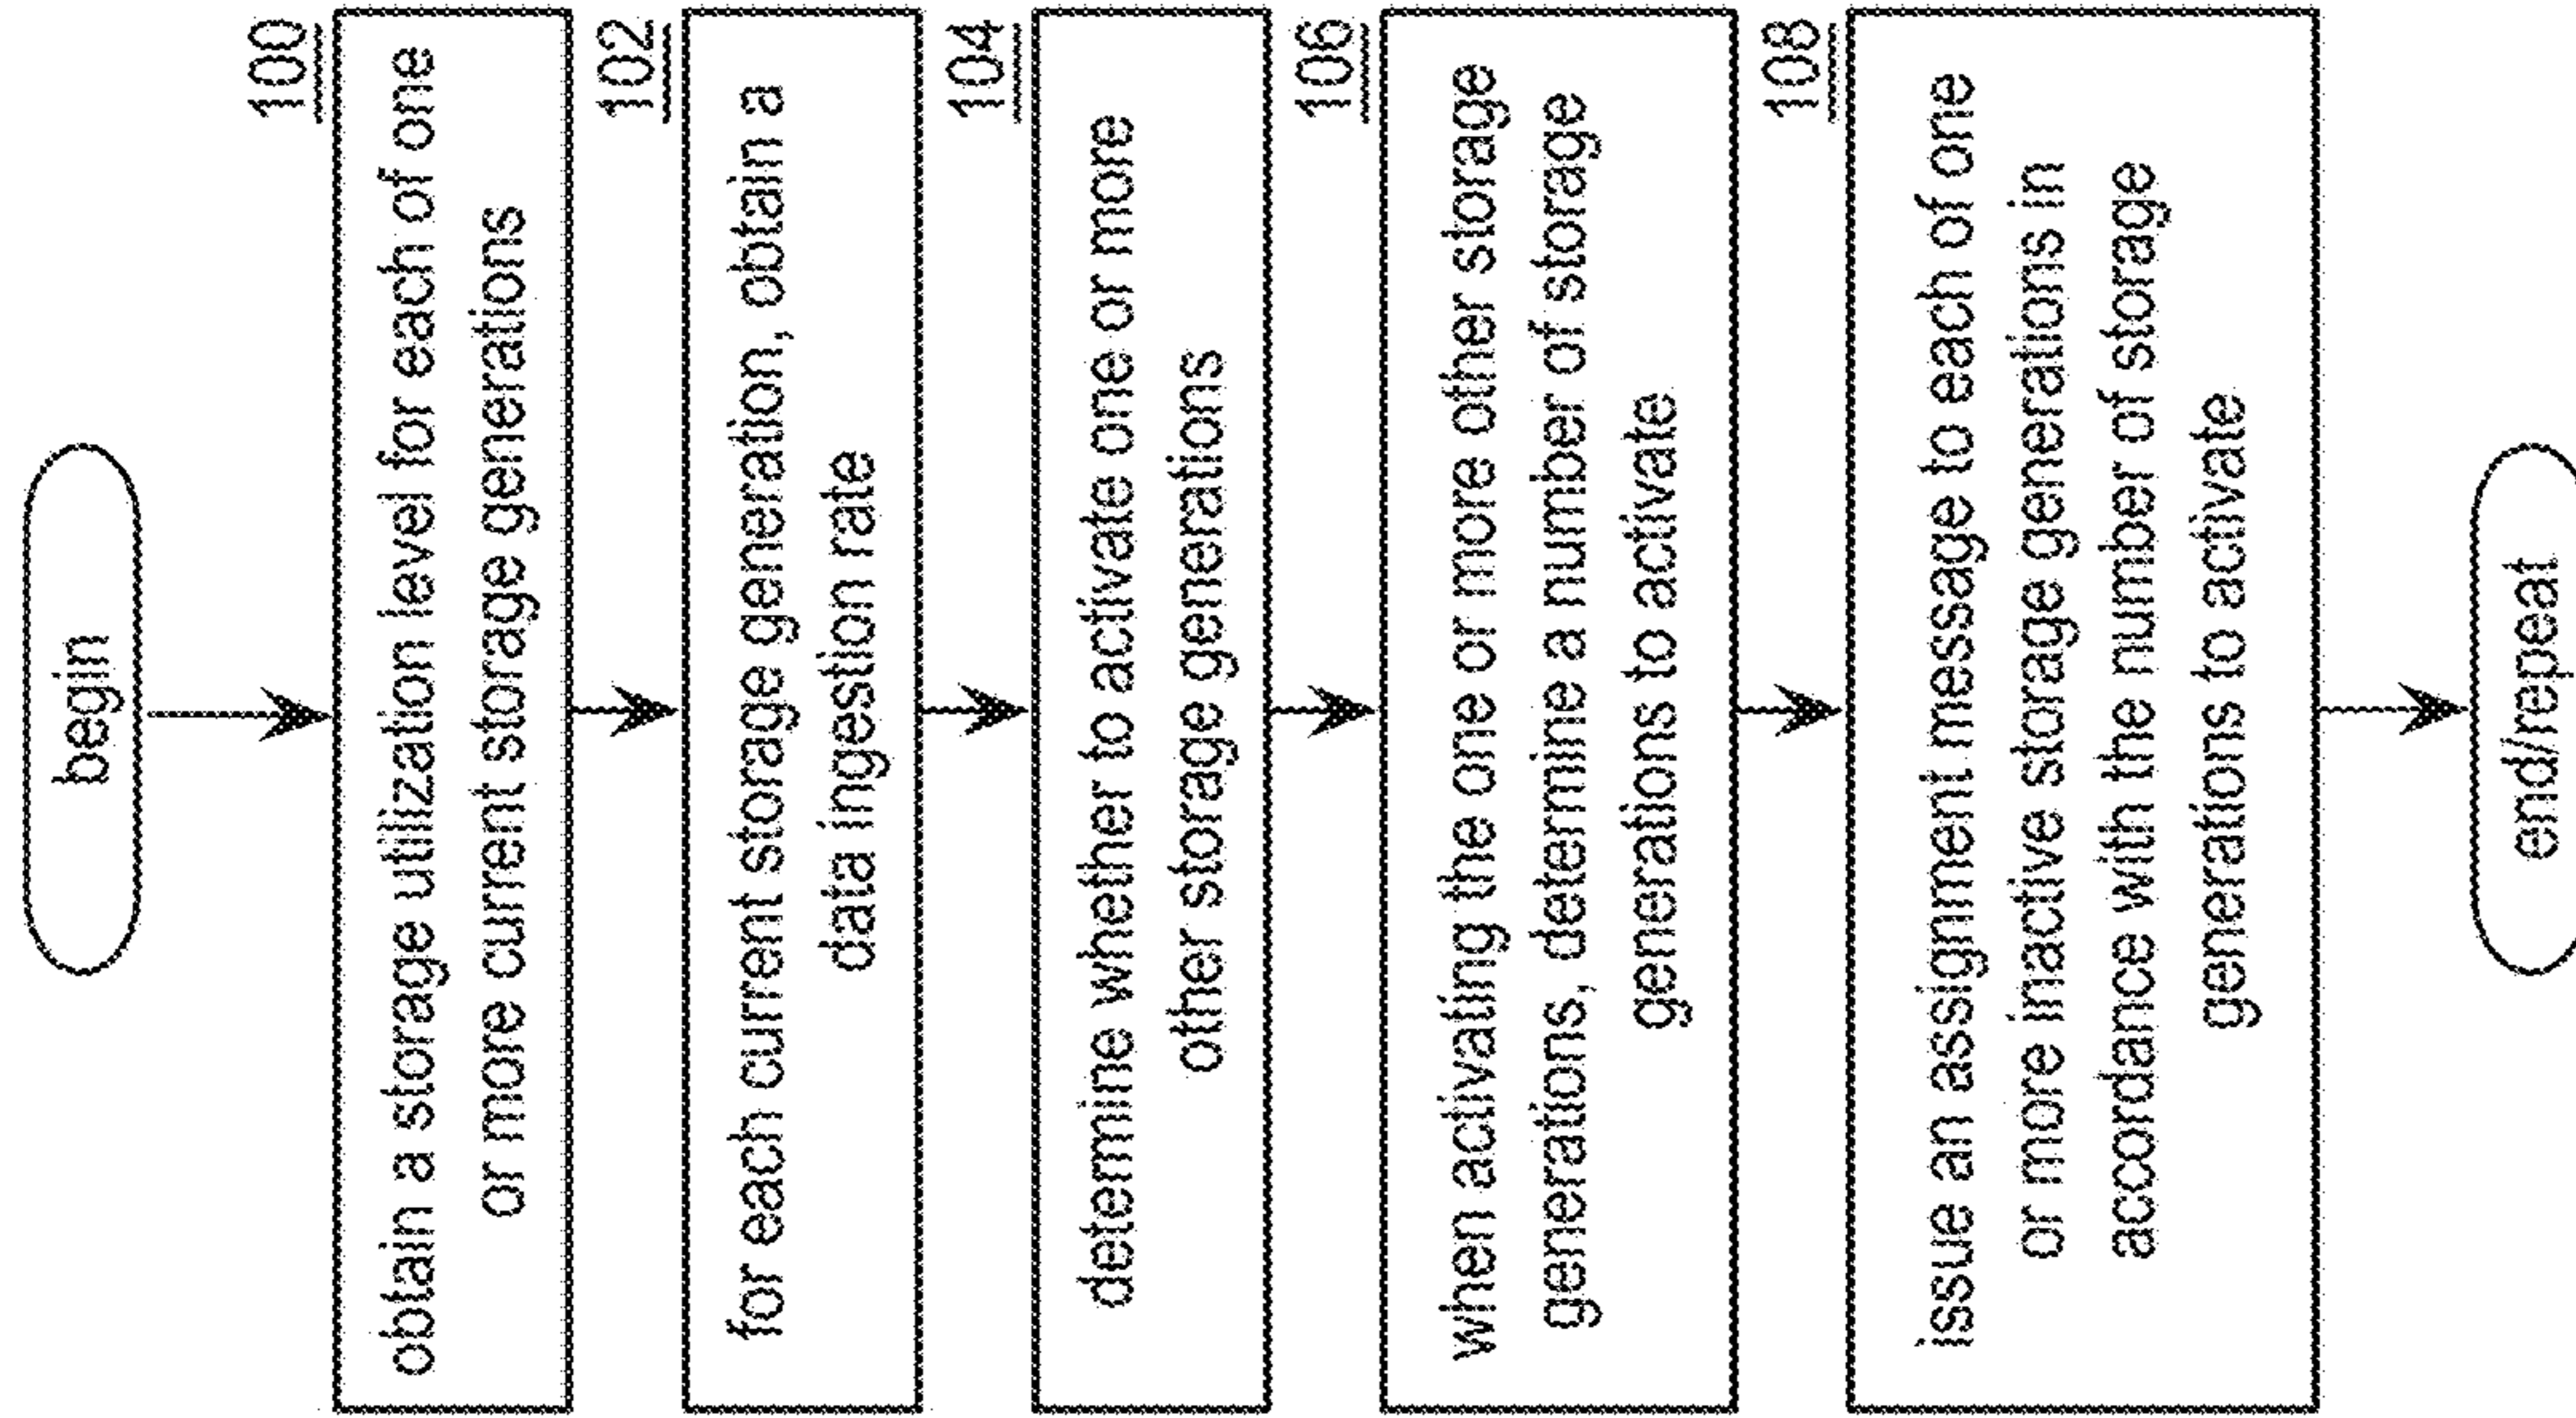 begin
100
obtain a storage utilization level for each of one
or more current storage generations
102
for each current storage generation, obtain a
data ingestion rate
104
determine whether to activate one or more
other storage generations
106
when activating the one or more other storage
generations, determine a number of storage
generations to activate
108
issue an assignment message to each of one
or more inactive storage generations in
accordance with the number of storage
generations to activate
end/repeat